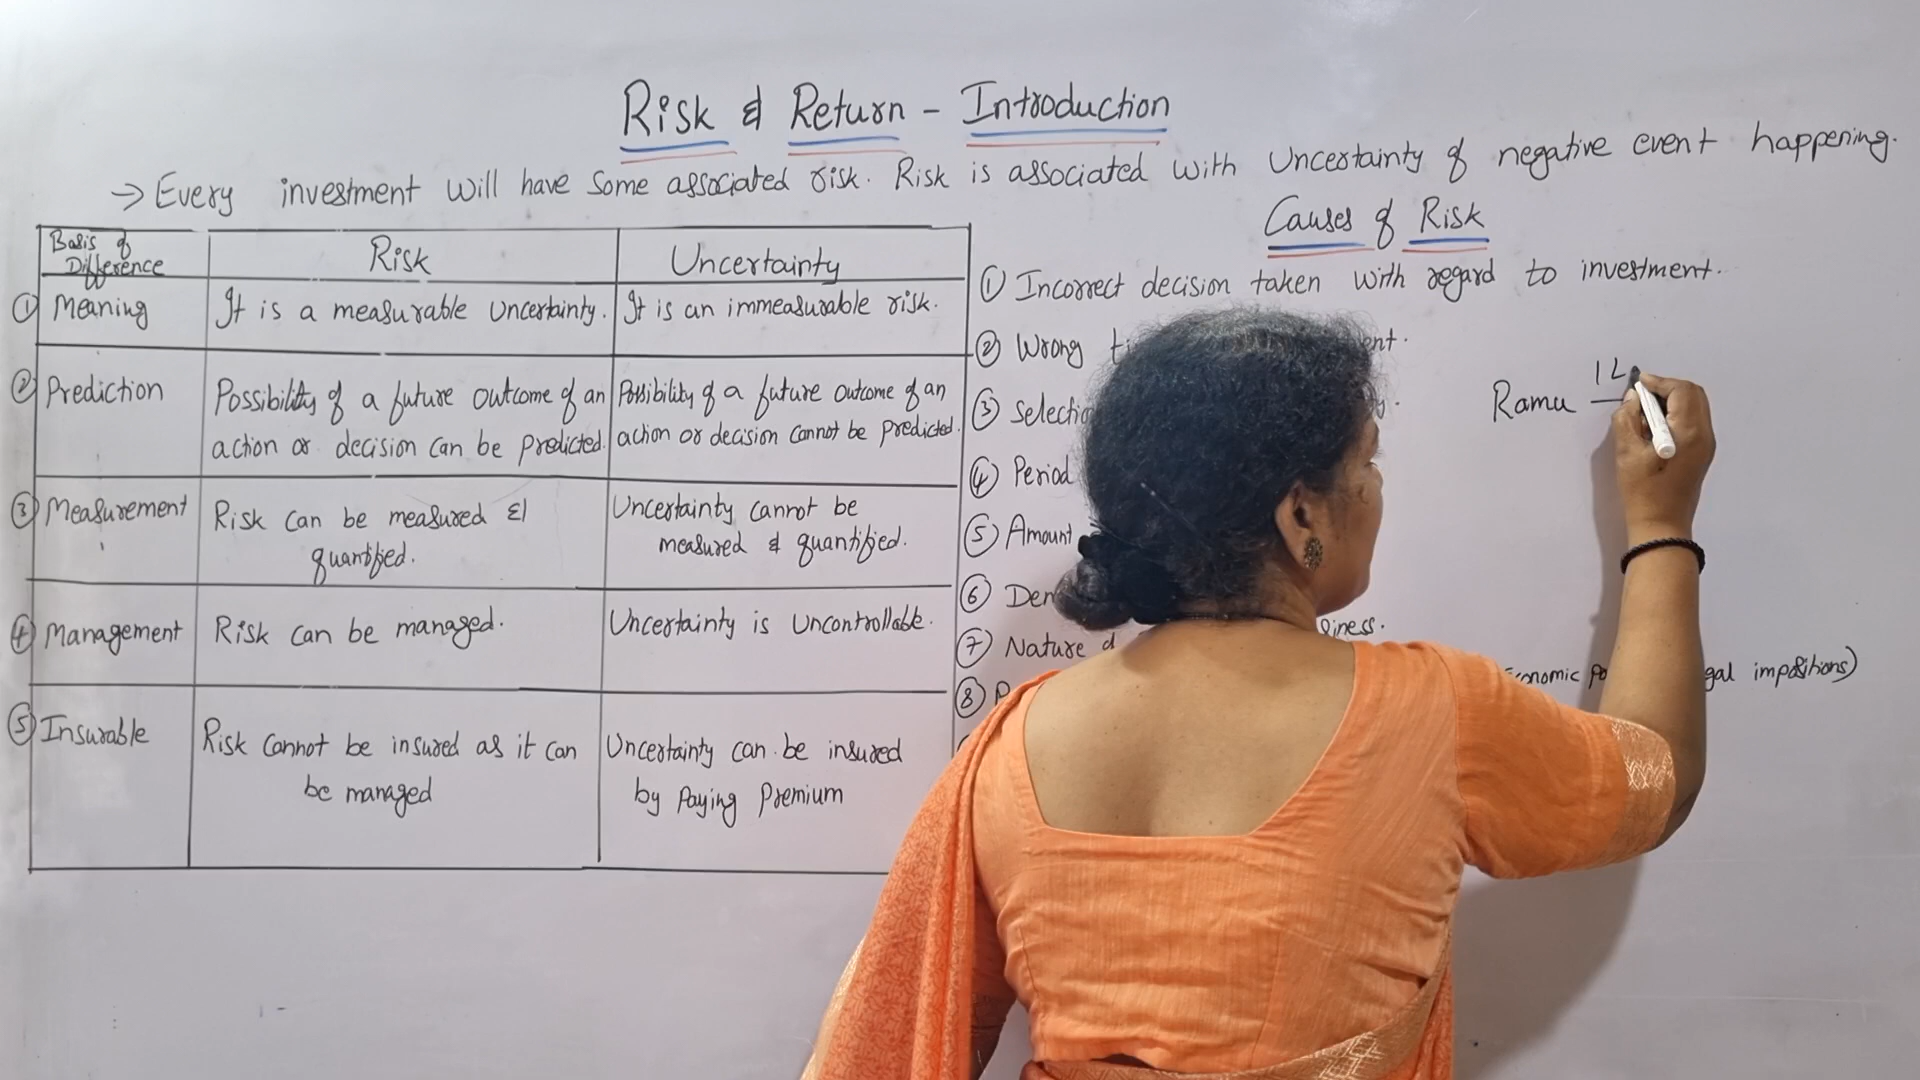 Risk & Return - Introduction
→ Every investment will have some associated risk. Risk is associated with Uncertainty of negative event happening.
Basis of
Difference
Risk
Uncertainty
① Meaning
It is a measurable Uncertainty.
It is an immeasurable risk.
② Prediction
Possibility of a future outcome of an
action or decision can be predicted.
Possibility of a future outcome of an
action or decision cannot be predicted.
③ Measurement
Risk can be measured &
quantified.
Uncertainty cannot be
measured & quantified.
④ Management
Risk can be managed.
Uncertainty is Uncontrollable.
⑤ Insurable
Risk cannot be insured as it can
be managed
Uncertainty can be insured
by Paying Premium
Causes of Risk
① Incorrect decision taken with regard to investment.
② Wrong
③ Selection
④ Period
⑤ Amount
⑥
⑦ Nature
⑧
gal impositions)
Ramu 1L